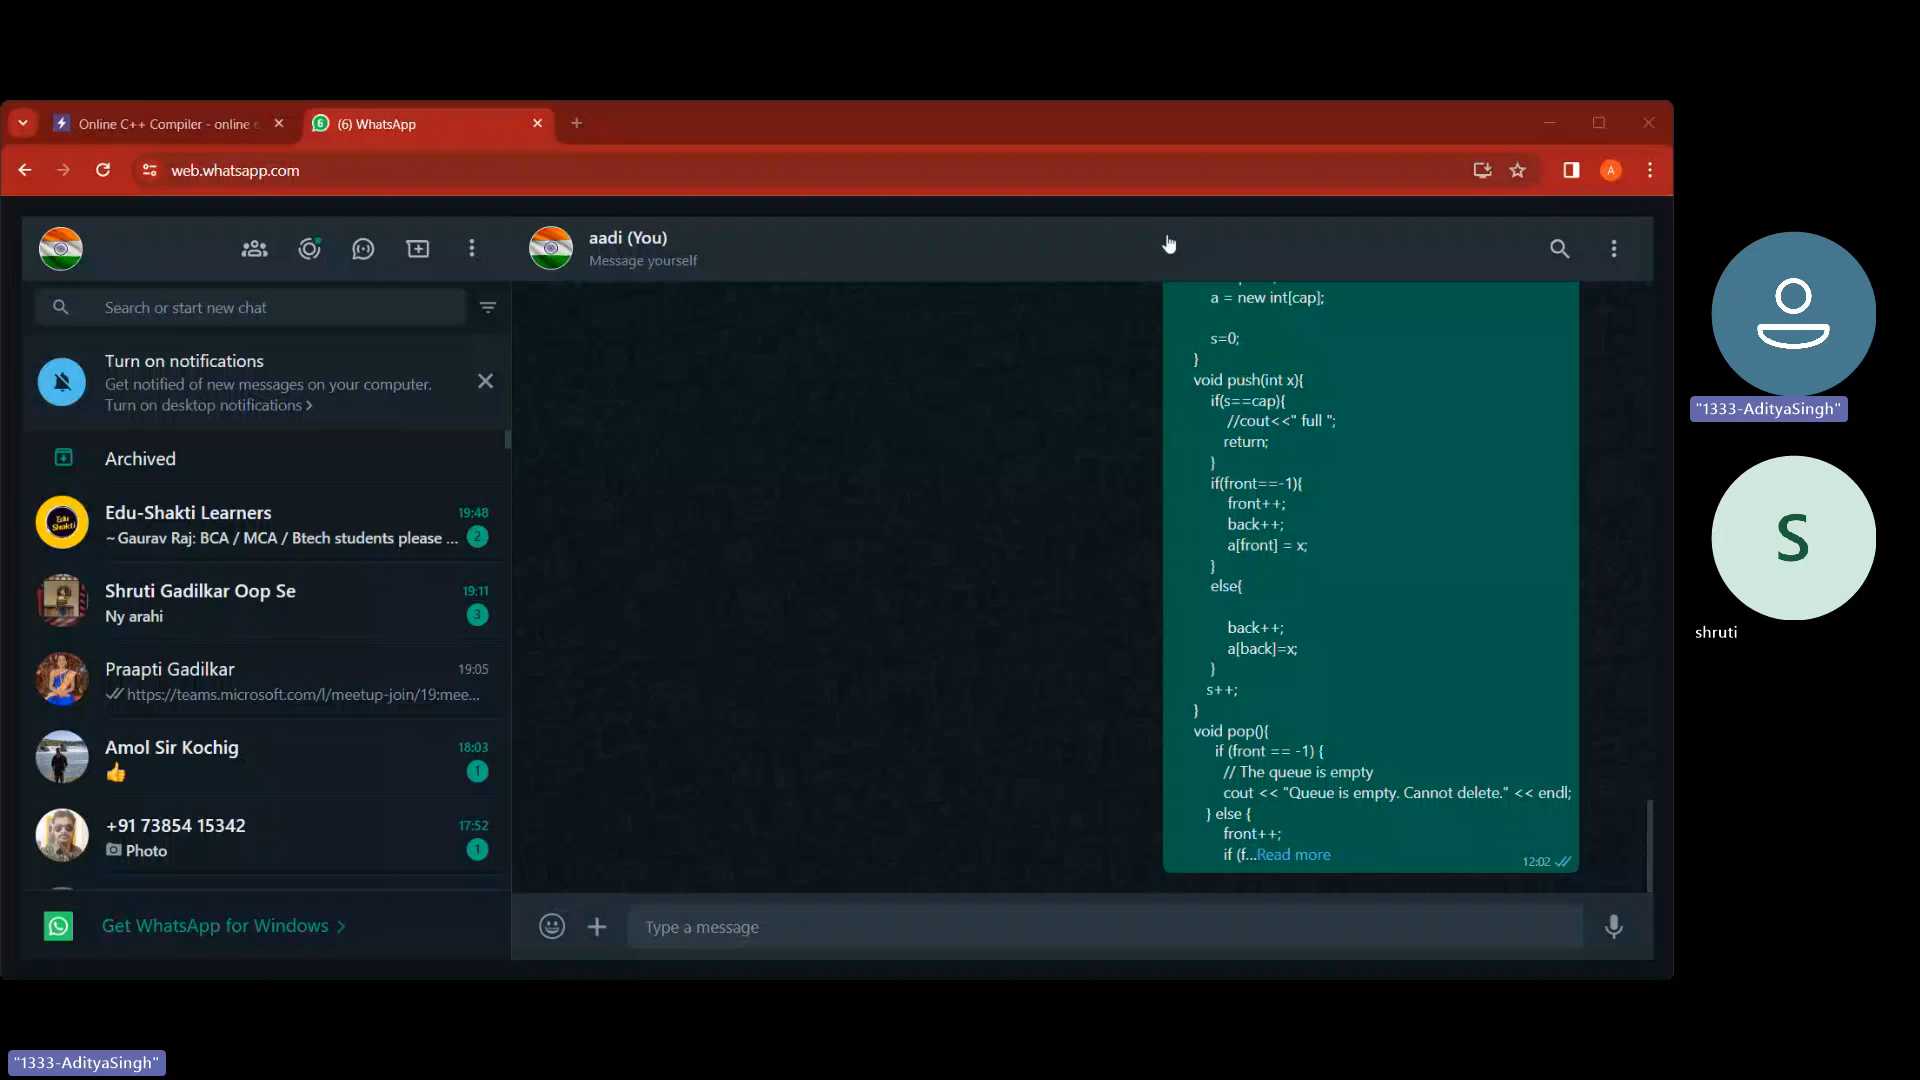 Online C++ Compiler - online e
(6) WhatsApp
web.whatsapp.com
A
aadi (You)
Message yourself
Search or start new chat
Turn on notifications
Get notified of new messages on your computer.
Turn on desktop notifications >
Archived
Edu-Shakti Learners 19:48
~ Gaurav Raj: BCA / MCA / Btech students please ... 2
Shruti Gadilkar Oop Se 19:11
Ny arahi 3
Praapti Gadilkar 19:05
https://teams.microsoft.com/l/meetup-join/19:mee...
Amol Sir Kochig 18:03
👍 1
+91 73854 15342 17:52
Photo 1
Get WhatsApp for Windows >
a = new int[cap];
s=0;
}
void push(int x){
if(s==cap){
//cout<<" full ";
return;
}
if(front==-1){
front++;
back++;
a[front] = x;
}
else{
back++;
a[back]=x;
}
s++;
}
void pop(){
if (front == -1) {
// The queue is empty
cout << "Queue is empty. Cannot delete." << endl;
} else {
front++;
if (f...Read more
12:02
Type a message
"1333-AdityaSingh"
S
shruti
"1333-AdityaSingh"